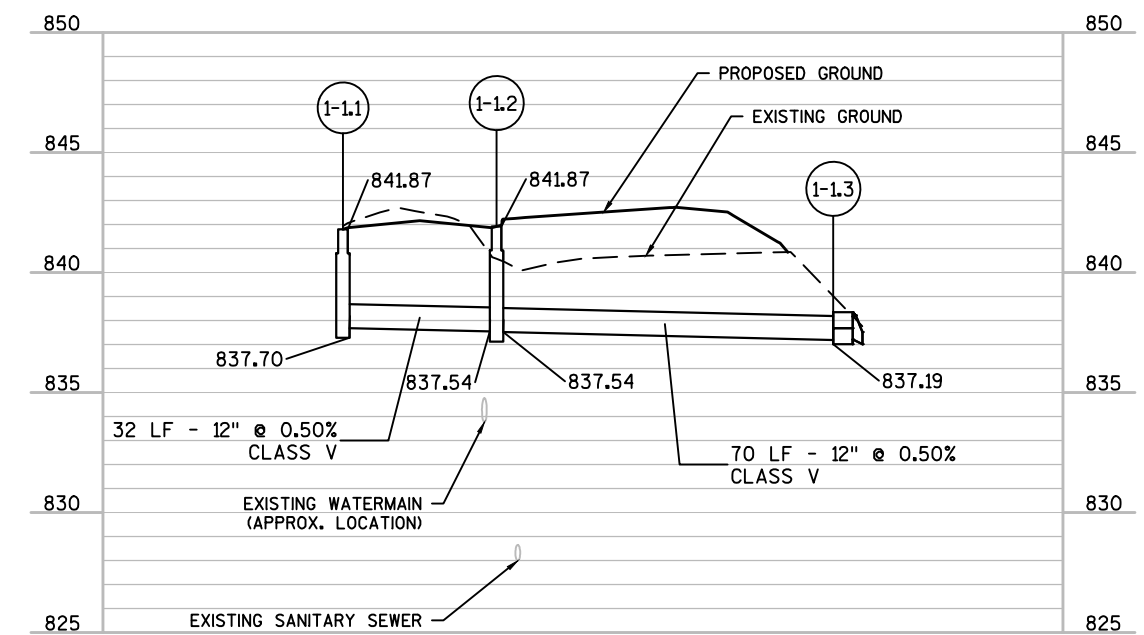 850
850
PROPOSED GROUND
1-1.1
1-1.2
EXISTING GROUND
845
845
841.87
841.87
1-1.3
840
840
837.70
837.54
837.54
837.19
835
835
32 LF - 12" @ 0.50%
CLASS V
70 LF - 12" @ 0.50%
CLASS V
EXISTING WATERMAIN
(APPROX. LOCATION)
830
830
EXISTING SANITARY SEWER
825
825